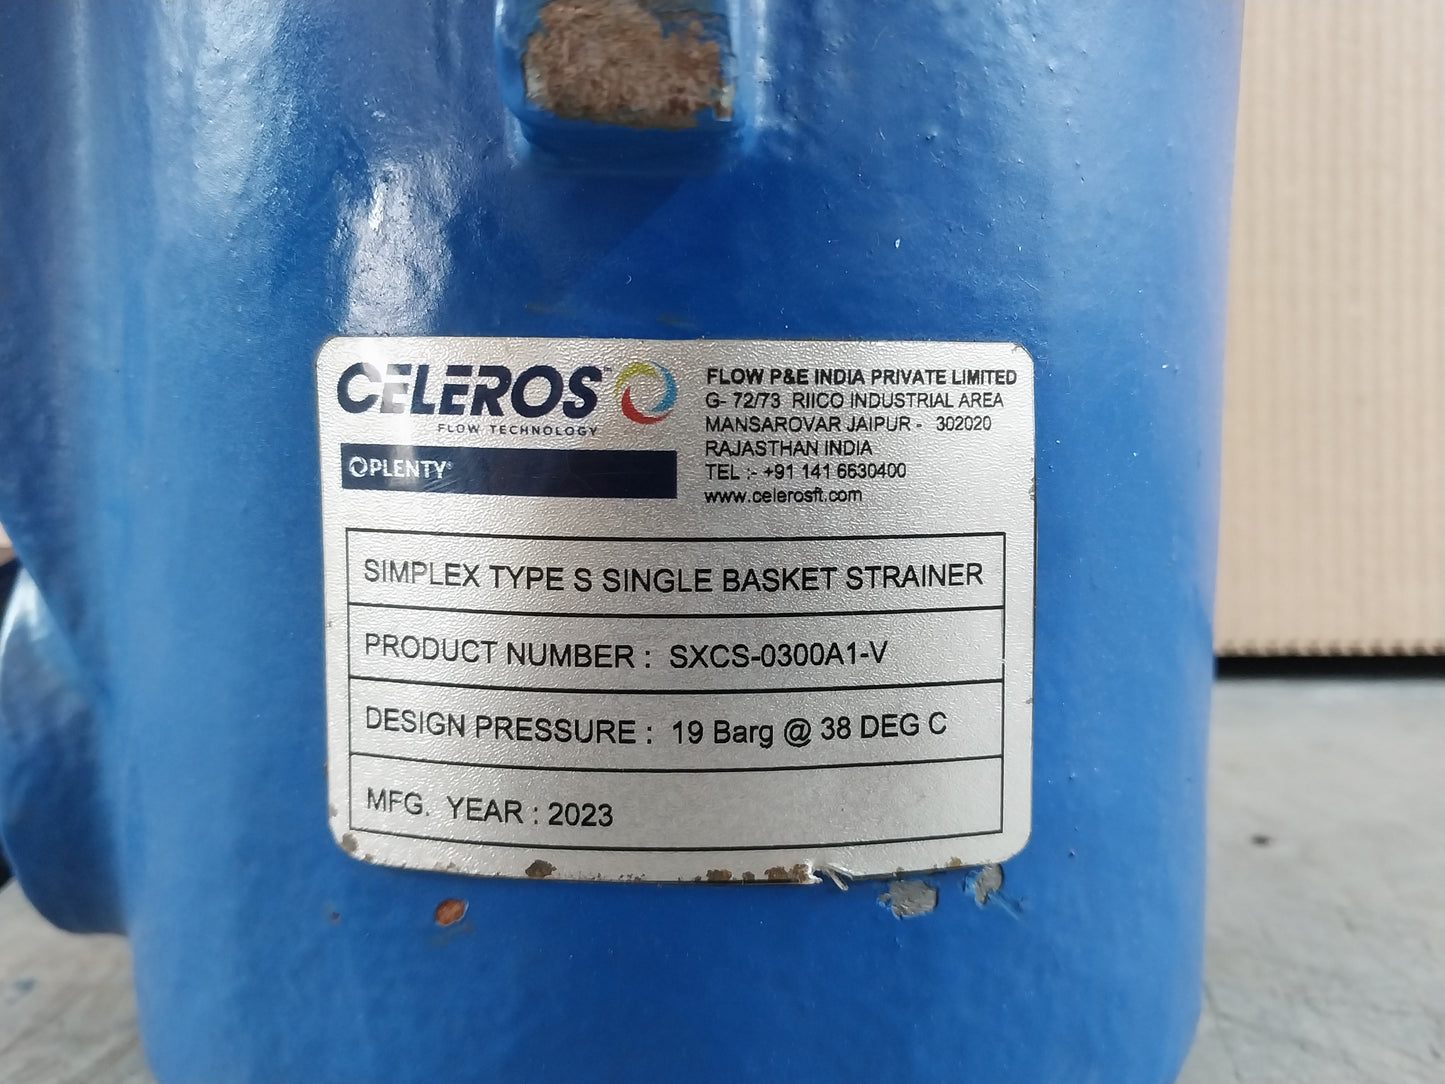 CELEROS™
FLOW TECHNOLOGY
PLENTY®
FLOW P&E INDIA PRIVATE LIMITED
G- 72/73 RIICO INDUSTRIAL AREA
MANSAROVAR JAIPUR - 302020
RAJASTHAN INDIA
TEL :- +91 141 6630400
www.celerosft.com
SIMPLEX TYPE S SINGLE BASKET STRAINER
PRODUCT NUMBER : SXCS-0300A1-V
DESIGN PRESSURE : 19 Barg @ 38 DEG C
MFG. YEAR : 2023